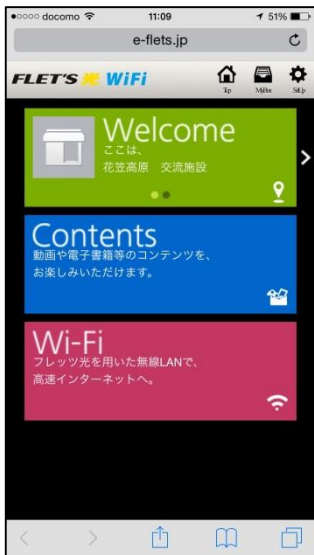 docomo 11:09 51%
e-flets.jp
FLET'S 光 WiFi
Top MyBox SetUp
Welcome
ここは、
花笠高原 交流施設
Contents
動画や電子書籍等のコンテンツを、
お楽しみいただけます。
Wi-Fi
フレッツ光を用いた無線LANで、
高速インターネットへ。